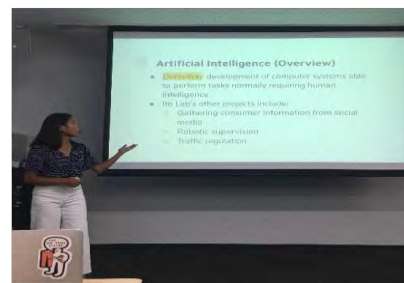 Artificial Intelligence (Overview)
● Definition: development of computer systems able
to perform tasks normally requiring human
intelligence
● Its Lab's other projects include:
○ Gathering consumer information from social
media
○ Robotic supervision
○ Traffic regulation